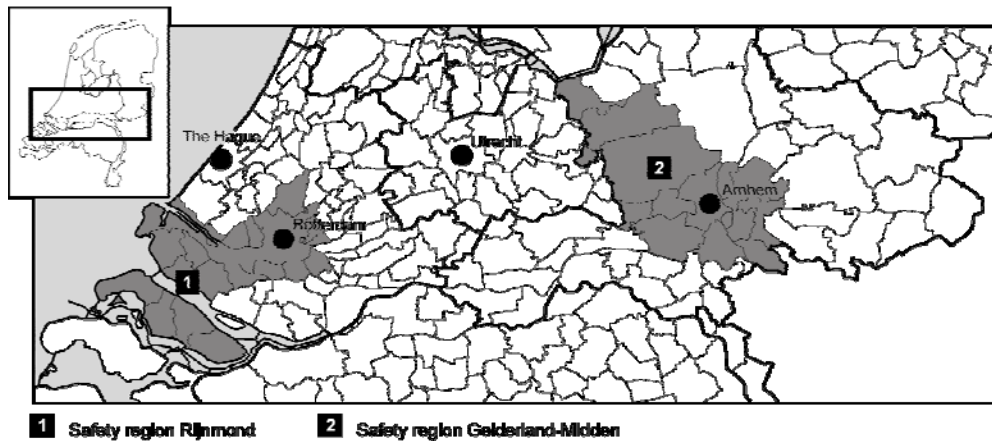 The Hague
Utrecht
2
Arnhem
Rotterdam
1
1 Safety region Rijnmond
2 Safety region Gelderland-Midden